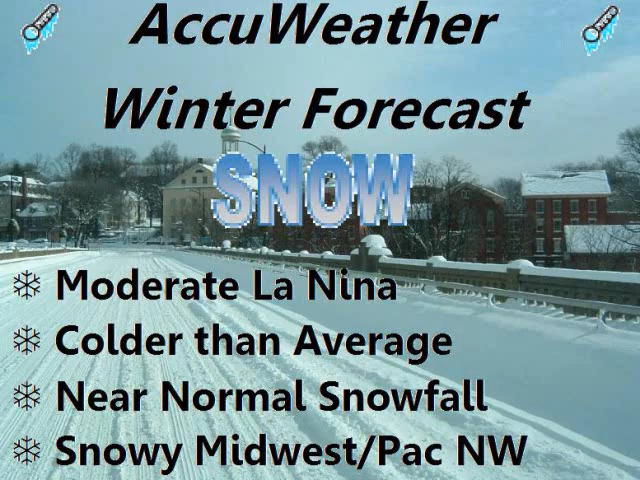 AccuWeather
Winter Forecast
SNOW
❄ Moderate La Nina
❄ Colder than Average
❄ Near Normal Snowfall
❄ Snowy Midwest/Pac NW